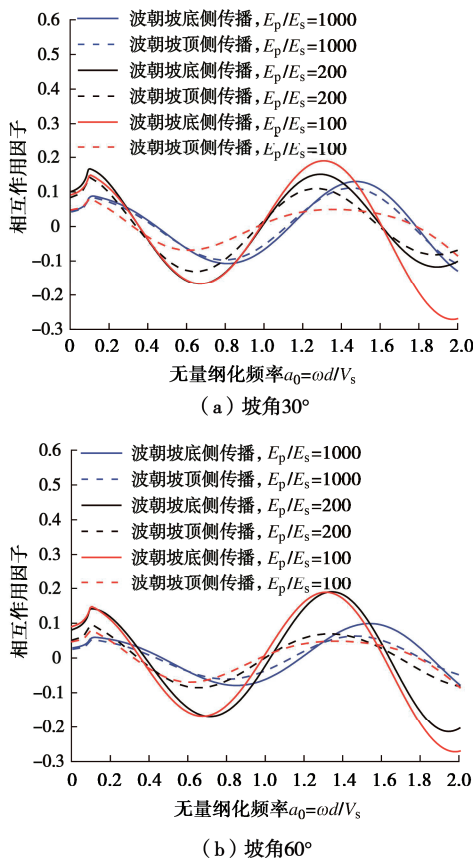 0.6
0.5
0.4
0.3
0.2
0.1
0
−0.1
−0.2
−0.3
相互作用因子
波朝坡底侧传播, Ep/Es=1000
波朝坡顶侧传播, Ep/Es=1000
波朝坡底侧传播, Ep/Es=200
波朝坡顶侧传播, Ep/Es=200
波朝坡底侧传播, Ep/Es=100
波朝坡顶侧传播, Ep/Es=100
0 0.2 0.4 0.6 0.8 1.0 1.2 1.4 1.6 1.8 2.0
无量纲化频率a0=ωd/Vs
（a）坡角30°
0.6
0.5
0.4
0.3
0.2
0.1
0
−0.1
−0.2
−0.3
相互作用因子
波朝坡底侧传播, Ep/Es=1000
波朝坡顶侧传播, Ep/Es=1000
波朝坡底侧传播, Ep/Es=200
波朝坡顶侧传播, Ep/Es=200
波朝坡底侧传播, Ep/Es=100
波朝坡顶侧传播, Ep/Es=100
0 0.2 0.4 0.6 0.8 1.0 1.2 1.4 1.6 1.8 2.0
无量纲化频率a0=ωd/Vs
（b）坡角60°